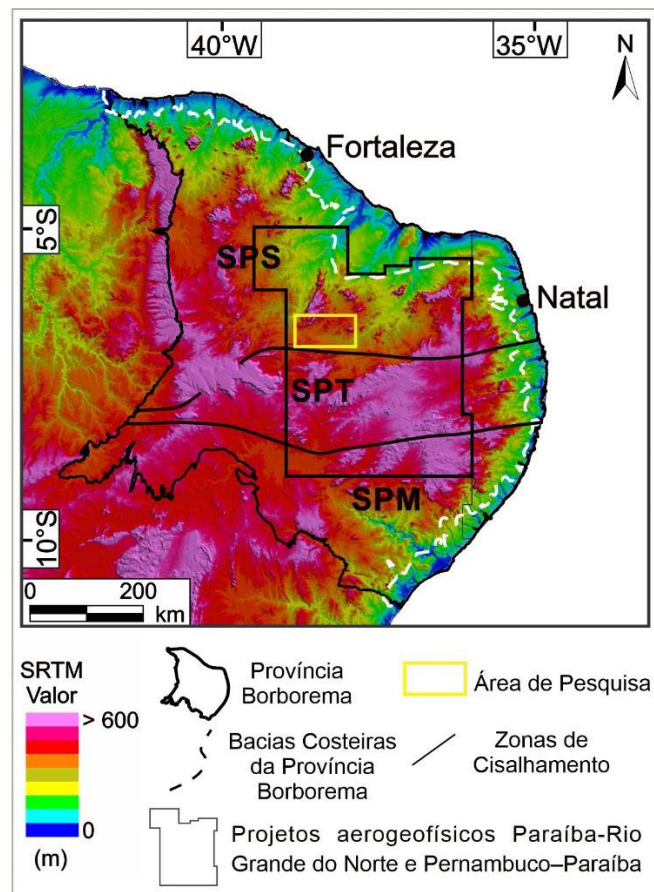 40°W
35°W
N
Fortaleza
5°S
SPS
Natal
SPT
SPM
10°S
0 200
km
SRTM
Valor
> 600
0
(m)
Província
Borborema
Área de Pesquisa
Bacias Costeiras
da Província
Borborema
Zonas de
Cisalhamento
Projetos aerogeofísicos Paraíba-Rio
Grande do Norte e Pernambuco–Paraíba